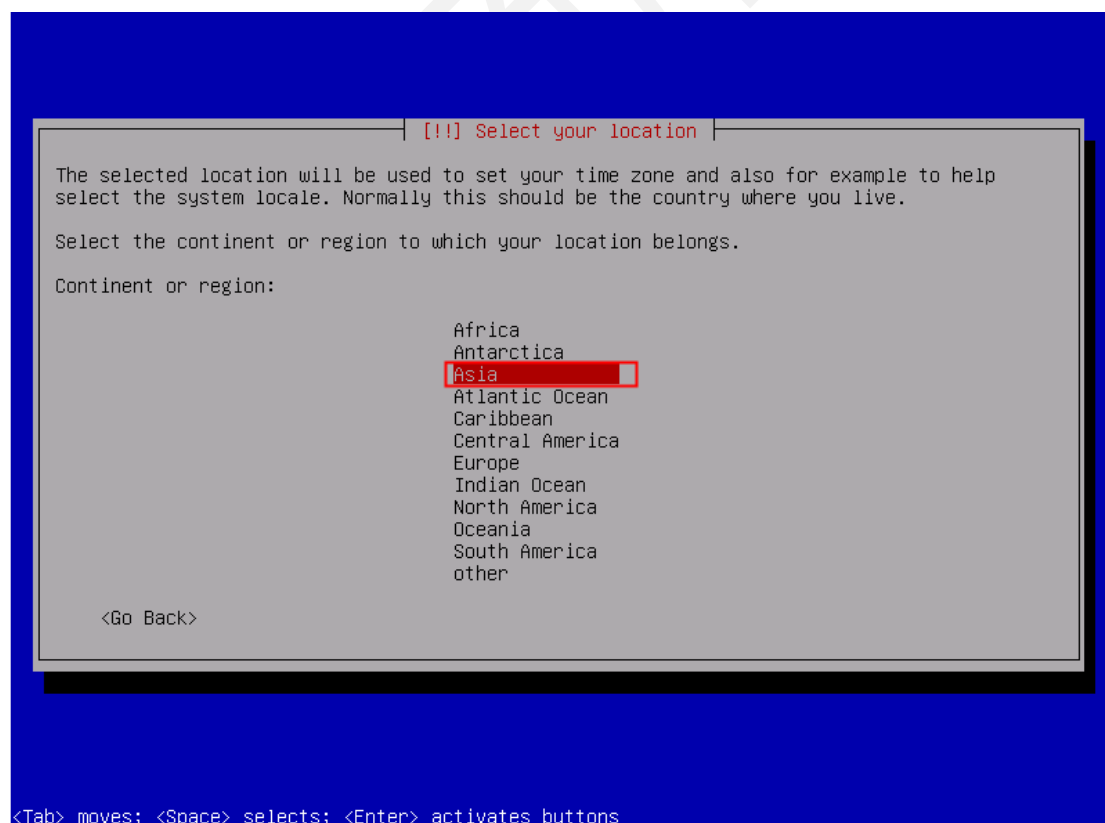 [!!] Select your location
The selected location will be used to set your time zone and also for example to help
select the system locale. Normally this should be the country where you live.
Select the continent or region to which your location belongs.
Continent or region:
Africa
Antarctica
Asia
Atlantic Ocean
Caribbean
Central America
Europe
Indian Ocean
North America
Oceania
South America
other
<Go Back>
<Tab> moves; <Space> selects; <Enter> activates buttons